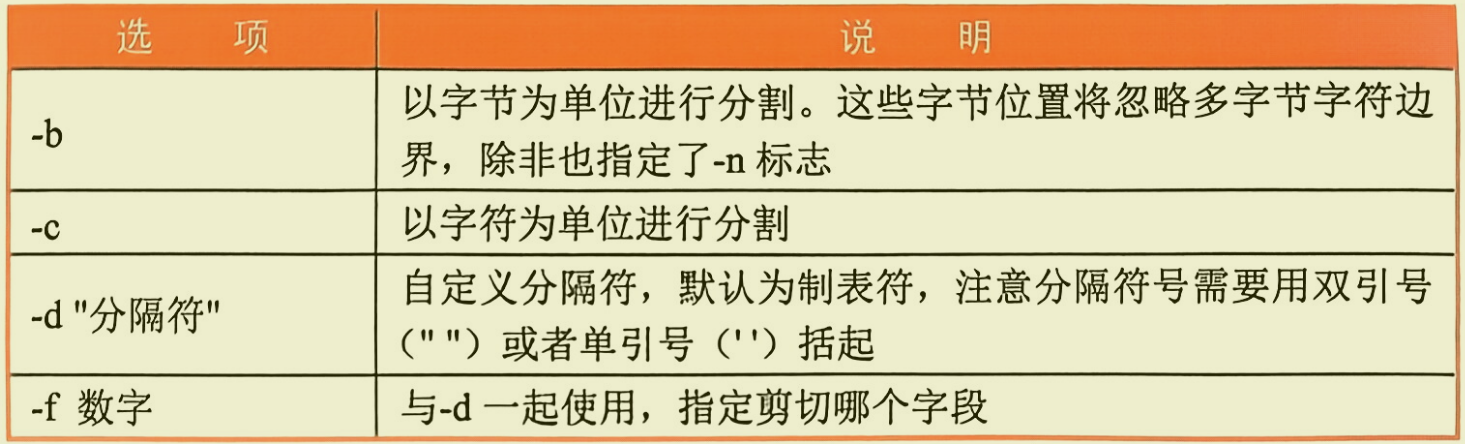 选 项 说 明
-b 以字节为单位进行分割。这些字节位置将忽略多字节字符边
界，除非也指定了-n 标志
-c 以字符为单位进行分割
-d "分隔符" 自定义分隔符，默认为制表符，注意分隔符号需要用双引号
（" "）或者单引号（' '）括起
-f 数字 与-d 一起使用，指定剪切哪个字段